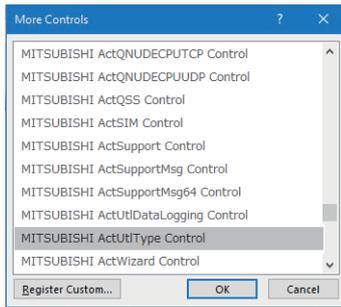 More Controls
MITSUBISHI ActQNUDECPUTCP Control
MITSUBISHI ActQNUDECPUUDP Control
MITSUBISHI ActQSS Control
MITSUBISHI ActSIM Control
MITSUBISHI ActSupport Control
MITSUBISHI ActSupportMsg Control
MITSUBISHI ActSupportMsg64 Control
MITSUBISHI ActUtlDataLogging Control
MITSUBISHI ActUtlType Control
MITSUBISHI ActWizard Control
Register Custom... OK Cancel